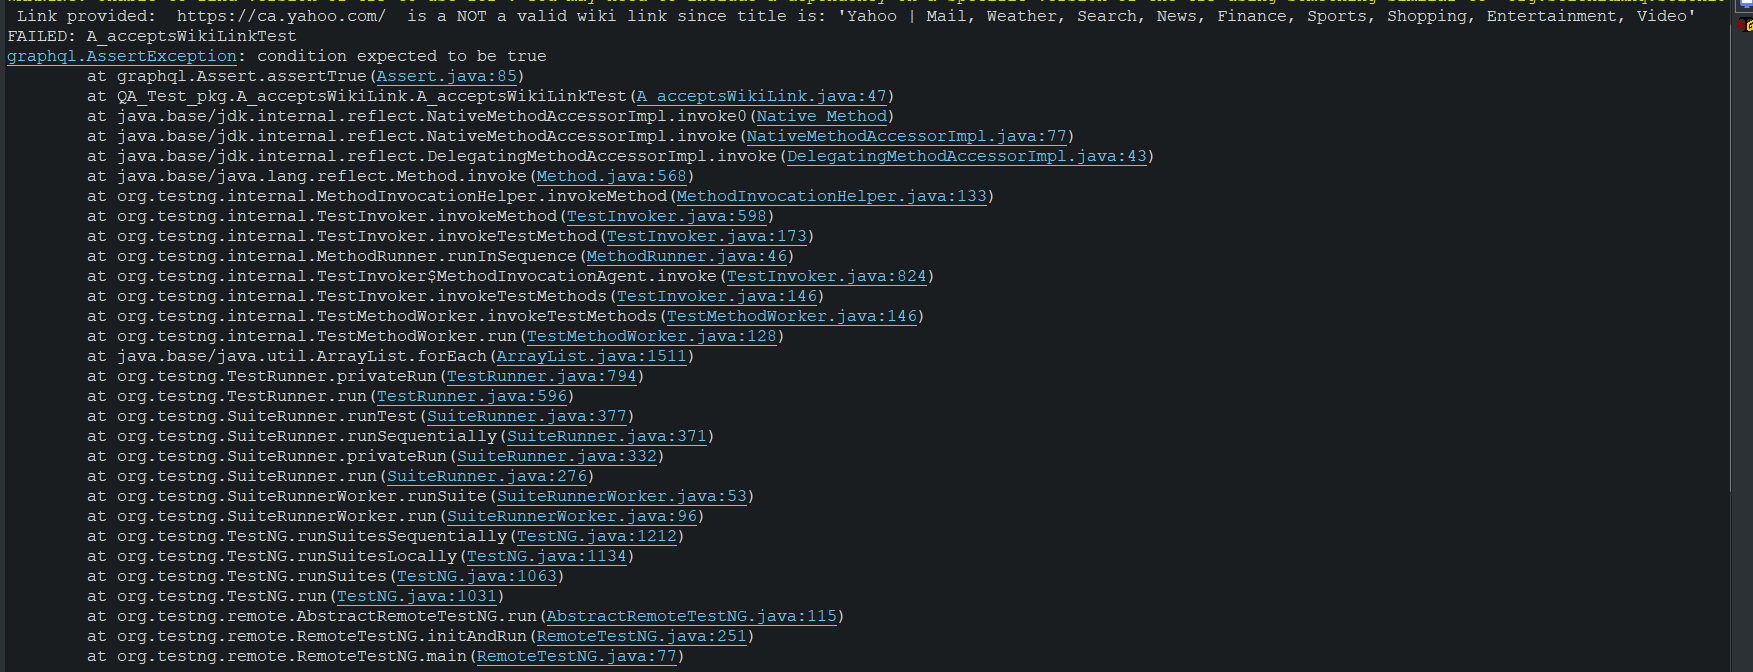 Link provided:  https://ca.yahoo.com/  is a NOT a valid wiki link since title is: 'Yahoo | Mail, Weather, Search, News, Finance, Sports, Shopping, Entertainment, Video'
FAILED: A_acceptsWikiLinkTest
graphql.AssertException: condition expected to be true
at graphql.Assert.assertTrue(Assert.java:85)
at QA_Test_pkg.A_acceptsWikiLink.A_acceptsWikiLinkTest(A_acceptsWikiLink.java:47)
at java.base/jdk.internal.reflect.NativeMethodAccessorImpl.invoke0(Native Method)
at java.base/jdk.internal.reflect.NativeMethodAccessorImpl.invoke(NativeMethodAccessorImpl.java:77)
at java.base/jdk.internal.reflect.DelegatingMethodAccessorImpl.invoke(DelegatingMethodAccessorImpl.java:43)
at java.base/java.lang.reflect.Method.invoke(Method.java:568)
at org.testng.internal.MethodInvocationHelper.invokeMethod(MethodInvocationHelper.java:133)
at org.testng.internal.TestInvoker.invokeMethod(TestInvoker.java:598)
at org.testng.internal.TestInvoker.invokeTestMethod(TestInvoker.java:173)
at org.testng.internal.MethodRunner.runInSequence(MethodRunner.java:46)
at org.testng.internal.TestInvoker$MethodInvocationAgent.invoke(TestInvoker.java:824)
at org.testng.internal.TestInvoker.invokeTestMethods(TestInvoker.java:146)
at org.testng.internal.TestMethodWorker.invokeTestMethods(TestMethodWorker.java:146)
at org.testng.internal.TestMethodWorker.run(TestMethodWorker.java:128)
at java.base/java.util.ArrayList.forEach(ArrayList.java:1511)
at org.testng.TestRunner.privateRun(TestRunner.java:794)
at org.testng.TestRunner.run(TestRunner.java:596)
at org.testng.SuiteRunner.runTest(SuiteRunner.java:377)
at org.testng.SuiteRunner.runSequentially(SuiteRunner.java:371)
at org.testng.SuiteRunner.privateRun(SuiteRunner.java:332)
at org.testng.SuiteRunner.run(SuiteRunner.java:276)
at org.testng.SuiteRunnerWorker.runSuite(SuiteRunnerWorker.java:53)
at org.testng.SuiteRunnerWorker.run(SuiteRunnerWorker.java:96)
at org.testng.TestNG.runSuitesSequentially(TestNG.java:1212)
at org.testng.TestNG.runSuitesLocally(TestNG.java:1134)
at org.testng.TestNG.runSuites(TestNG.java:1063)
at org.testng.TestNG.run(TestNG.java:1031)
at org.testng.remote.AbstractRemoteTestNG.run(AbstractRemoteTestNG.java:115)
at org.testng.remote.RemoteTestNG.initAndRun(RemoteTestNG.java:251)
at org.testng.remote.RemoteTestNG.main(RemoteTestNG.java:77)